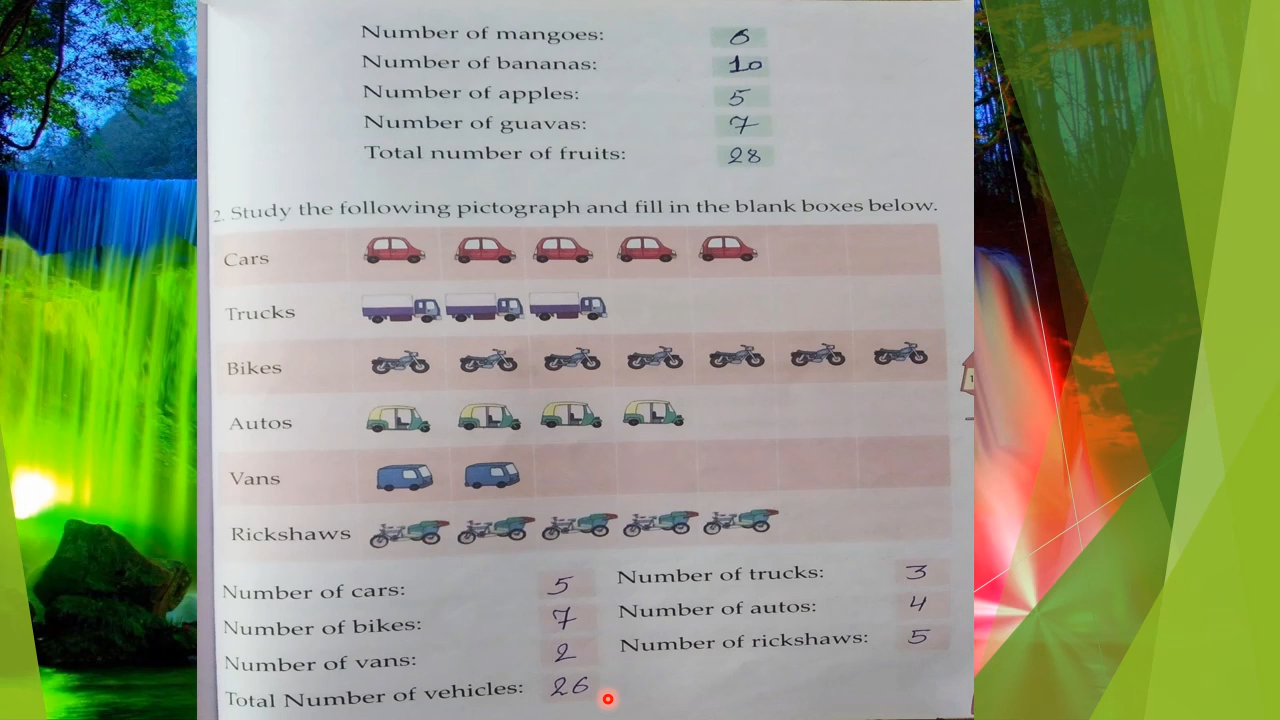 Number of mangoes: 6
Number of bananas: 10
Number of apples: 5
Number of guavas: 7
Total number of fruits: 28
2. Study the following pictograph and fill in the blank boxes below.
Cars
Trucks
Bikes
Autos
Vans
Rickshaws
Number of cars: 5 Number of trucks: 3
Number of bikes: 7 Number of autos: 4
Number of vans: 2 Number of rickshaws: 5
Total Number of vehicles: 26